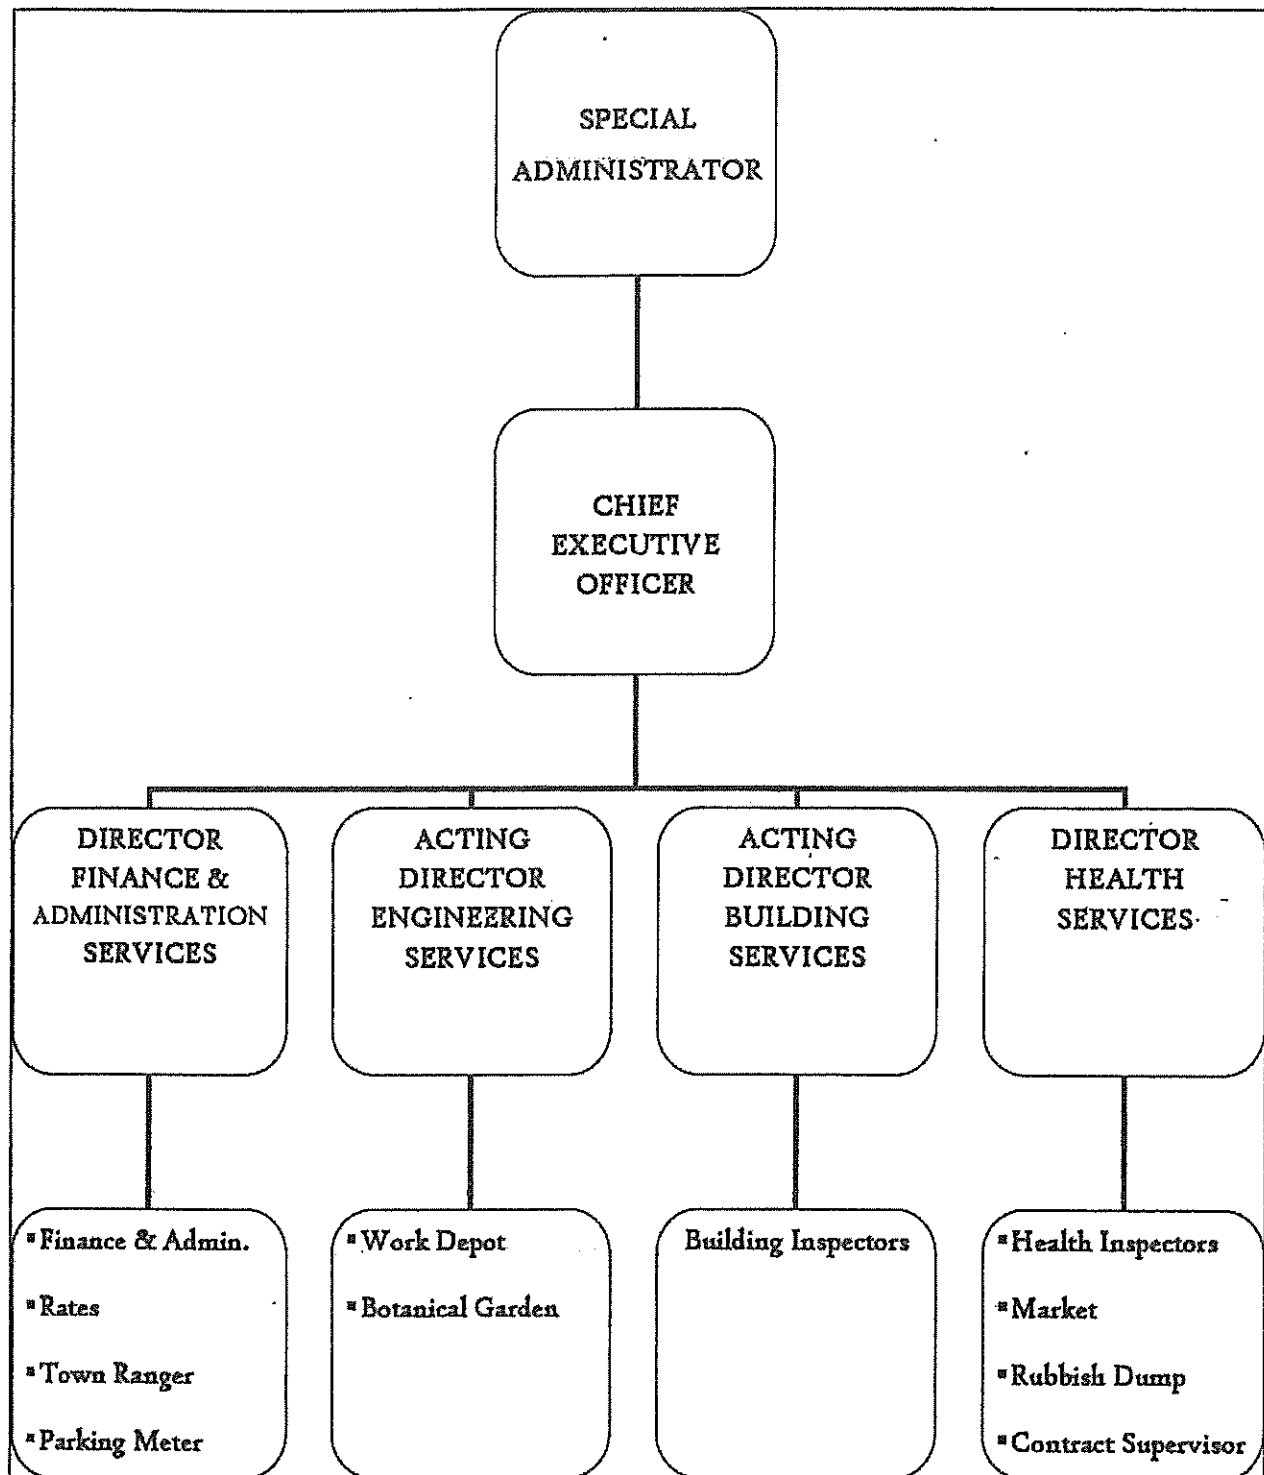 SPECIAL
ADMINISTRATOR
CHIEF
EXECUTIVE
OFFICER
DIRECTOR
FINANCE &
ADMINISTRATION
SERVICES
ACTING
DIRECTOR
ENGINEERING
SERVICES
ACTING
DIRECTOR
BUILDING
SERVICES
DIRECTOR
HEALTH
SERVICES
▪Finance & Admin.
▪Rates
▪Town Ranger
▪Parking Meter
▪Work Depot
▪Botanical Garden
Building Inspectors
▪Health Inspectors
▪Market
▪Rubbish Dump
▪Contract Supervisor